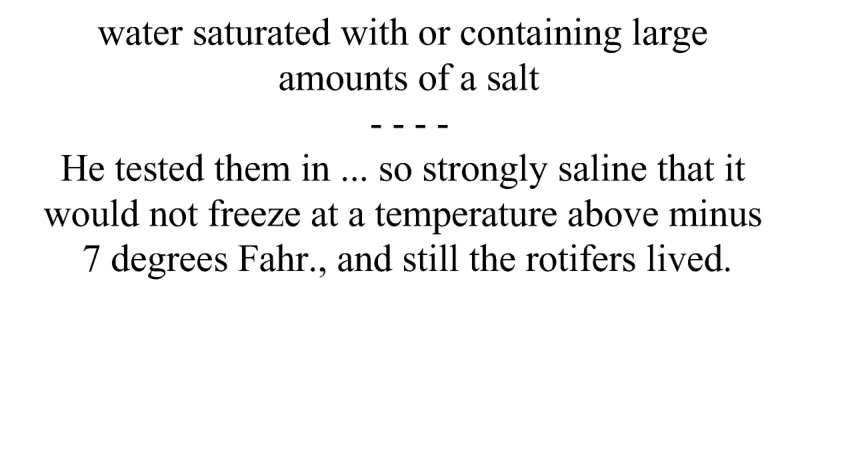 water saturated with or containing large
amounts of a salt
- - - -
He tested them in ... so strongly saline that it
would not freeze at a temperature above minus
7 degrees Fahr., and still the rotifers lived.